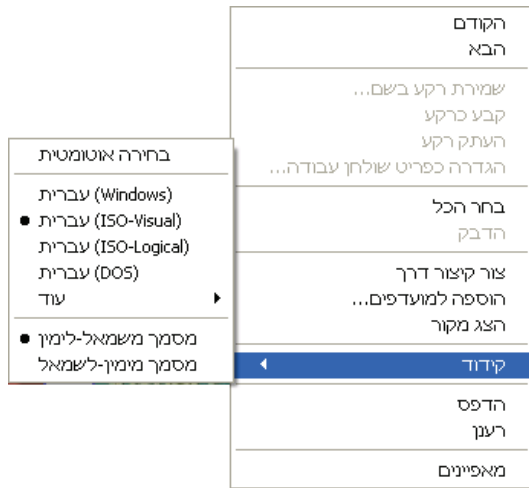 הקודם
הבא
שמירת רקע בשם...
קבע כרקע
העתק רקע
הגדרה כפריט שולחן עבודה...
בחר הכל
הדבק
צור קיצור דרך
הוספה למועדפים...
הצג מקור
קידוד
הדפס
רענן
מאפיינים
בחירה אוטומטית
עברית (Windows)
עברית (ISO-Visual)
עברית (ISO-Logical)
עברית (DOS)
עוד
מסמך משמאל-לימין
מסמך מימין-לשמאל